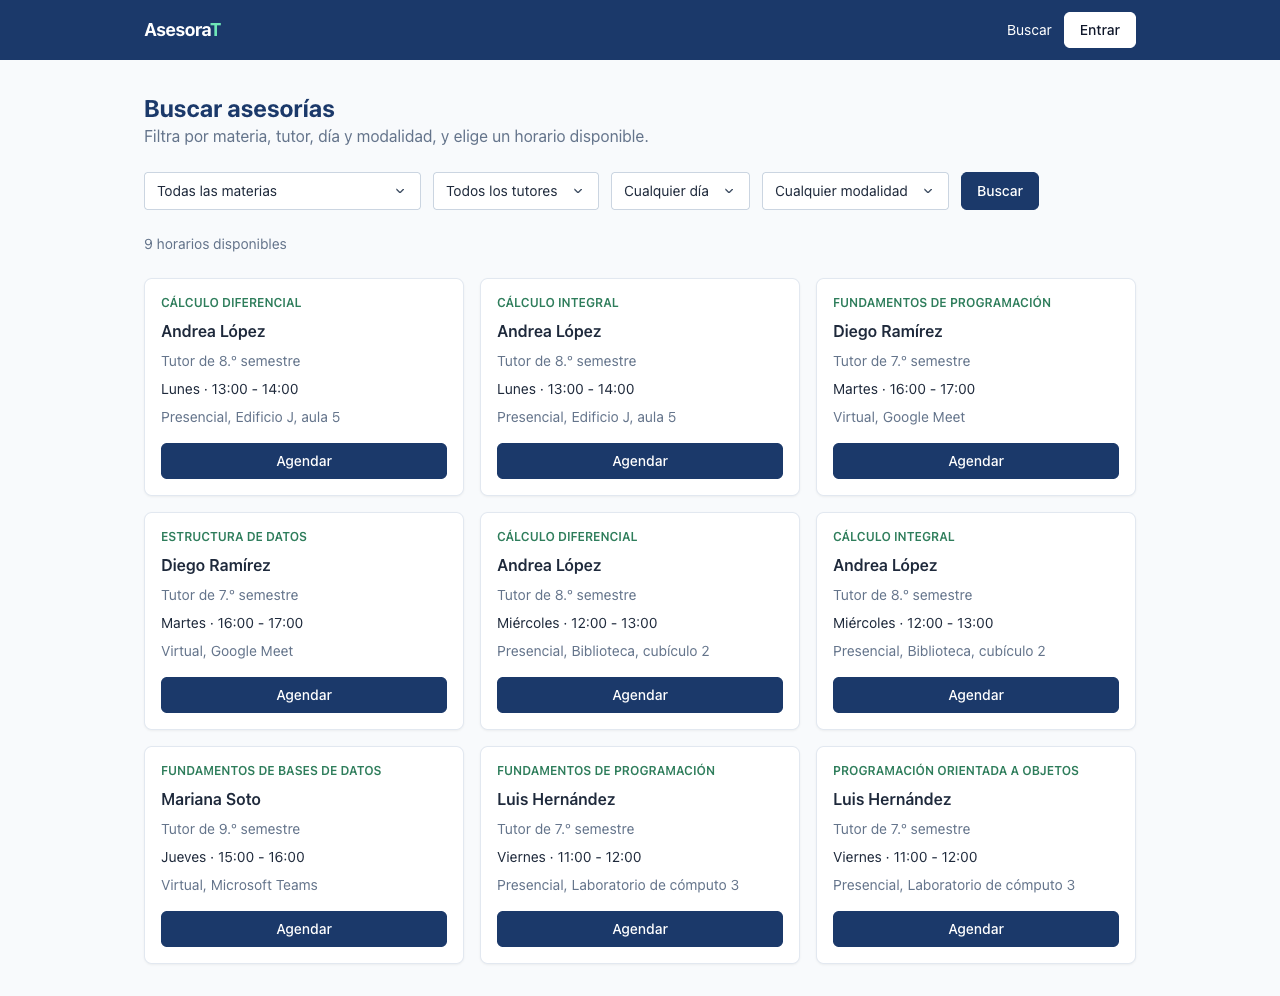 AsesoraT
Buscar
Entrar
Buscar asesorías
Filtra por materia, tutor, día y modalidad, y elige un horario disponible.
Todas las materias
Todos los tutores
Cualquier día
Cualquier modalidad
Buscar
9 horarios disponibles
CÁLCULO DIFERENCIAL
Andrea López
Tutor de 8.º semestre
Lunes · 13:00 - 14:00
Presencial, Edificio J, aula 5
Agendar
CÁLCULO INTEGRAL
Andrea López
Tutor de 8.º semestre
Lunes · 13:00 - 14:00
Presencial, Edificio J, aula 5
Agendar
FUNDAMENTOS DE PROGRAMACIÓN
Diego Ramírez
Tutor de 7.º semestre
Martes · 16:00 - 17:00
Virtual, Google Meet
Agendar
ESTRUCTURA DE DATOS
Diego Ramírez
Tutor de 7.º semestre
Martes · 16:00 - 17:00
Virtual, Google Meet
Agendar
CÁLCULO DIFERENCIAL
Andrea López
Tutor de 8.º semestre
Miércoles · 12:00 - 13:00
Presencial, Biblioteca, cubículo 2
Agendar
CÁLCULO INTEGRAL
Andrea López
Tutor de 8.º semestre
Miércoles · 12:00 - 13:00
Presencial, Biblioteca, cubículo 2
Agendar
FUNDAMENTOS DE BASES DE DATOS
Mariana Soto
Tutor de 9.º semestre
Jueves · 15:00 - 16:00
Virtual, Microsoft Teams
Agendar
FUNDAMENTOS DE PROGRAMACIÓN
Luis Hernández
Tutor de 7.º semestre
Viernes · 11:00 - 12:00
Presencial, Laboratorio de cómputo 3
Agendar
PROGRAMACIÓN ORIENTADA A OBJETOS
Luis Hernández
Tutor de 7.º semestre
Viernes · 11:00 - 12:00
Presencial, Laboratorio de cómputo 3
Agendar